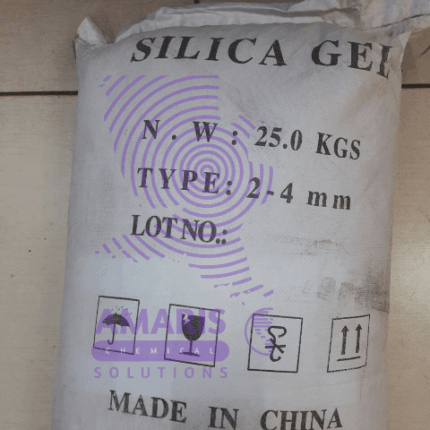 SILICA GEL
N.W: 25.0 KGS
TYPE: 2-4 mm
LOT NO.:
AMARIS
CHEMICAL
SOLUTIONS
MADE IN CHINA